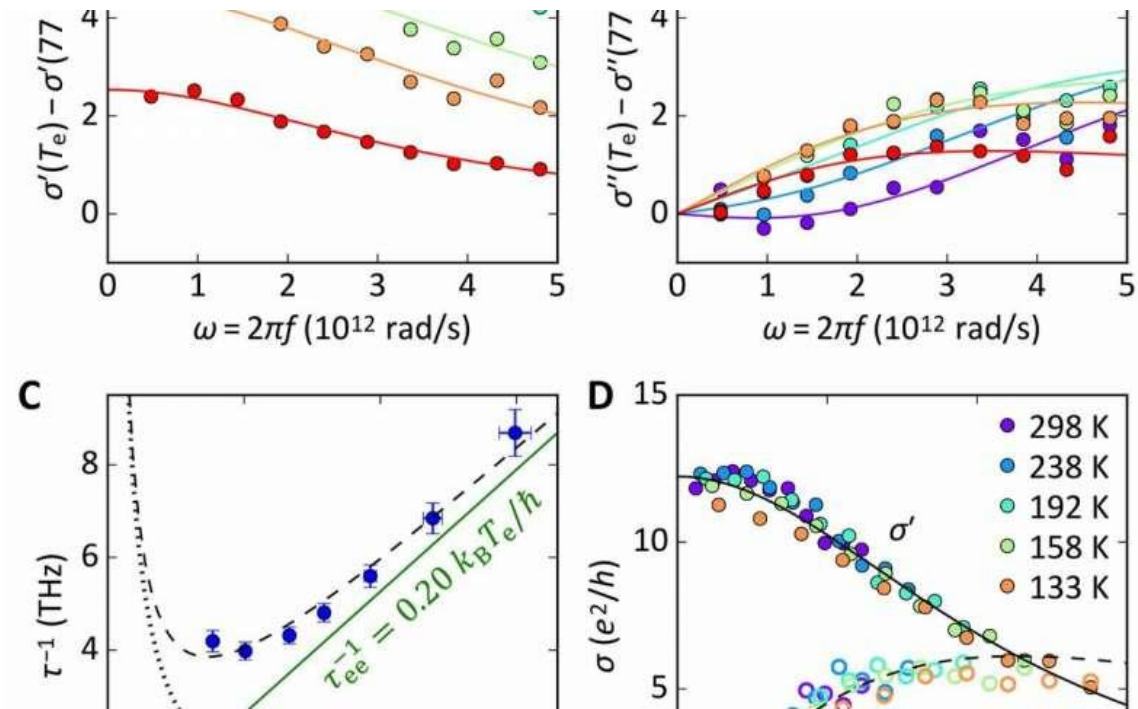 4
2
0
σ′(Tₑ) − σ′(77
0 1 2 3 4 5
ω = 2πf (10¹² rad/s)
4
2
0
σ″(Tₑ) − σ″(77
0 1 2 3 4 5
ω = 2πf (10¹² rad/s)
C
8
6
4
τ⁻¹ (THz)
τₑₑ⁻¹ = 0.20 k_BTₑ/ħ
D
15
10
5
σ (e²/h)
σ′
298 K
238 K
192 K
158 K
133 K